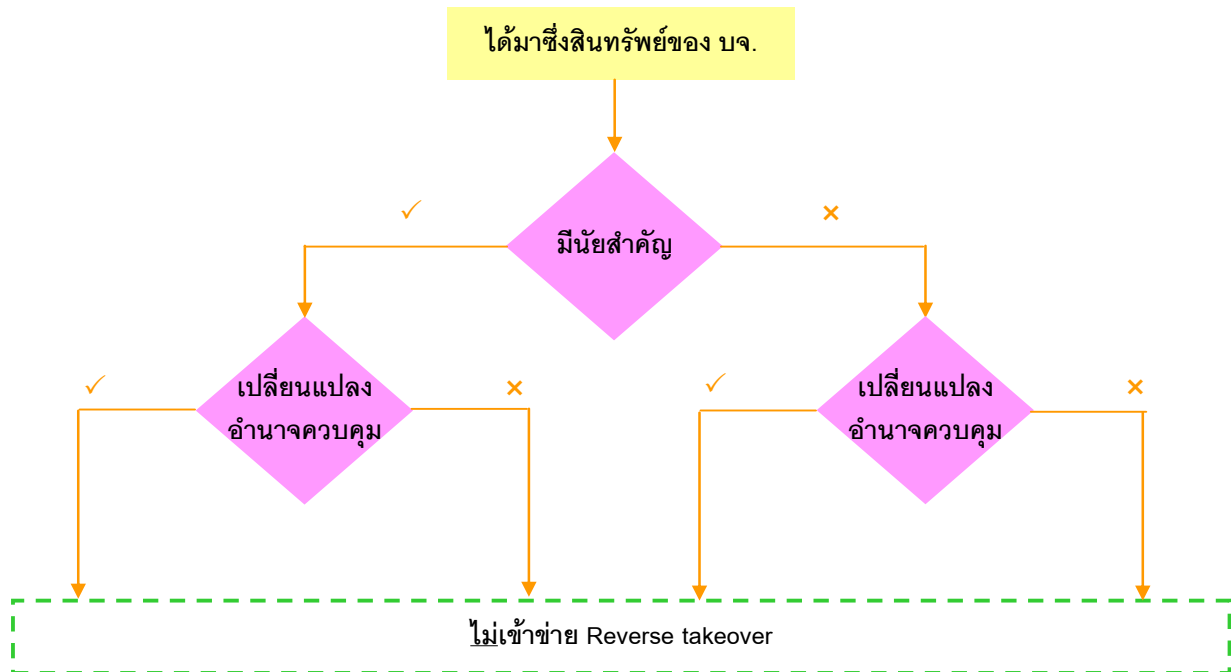 ได้มาซึ่งสินทรัพย์ของ บจ.
✓
×
มีนัยสำคัญ
✓
เปลี่ยนแปลง
อำนาจควบคุม
×
✓
เปลี่ยนแปลง
อำนาจควบคุม
×
ไม่เข้าข่าย Reverse takeover